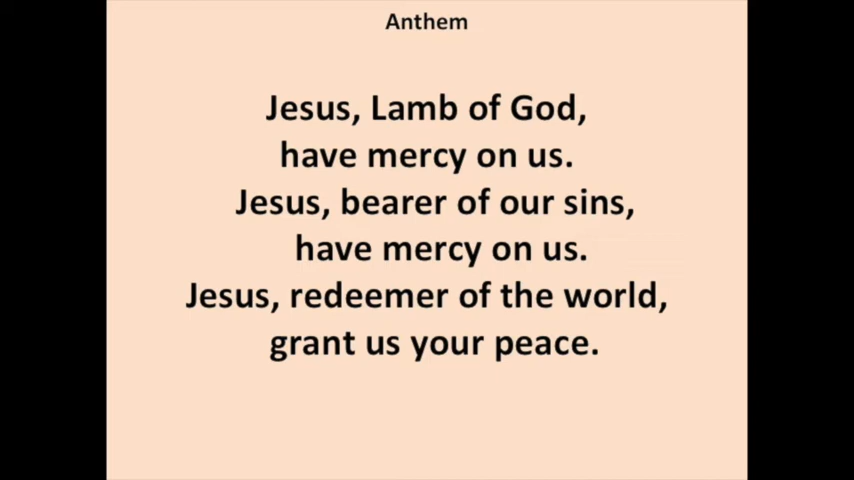 Anthem
Jesus, Lamb of God,
have mercy on us.
Jesus, bearer of our sins,
have mercy on us.
Jesus, redeemer of the world,
grant us your peace.